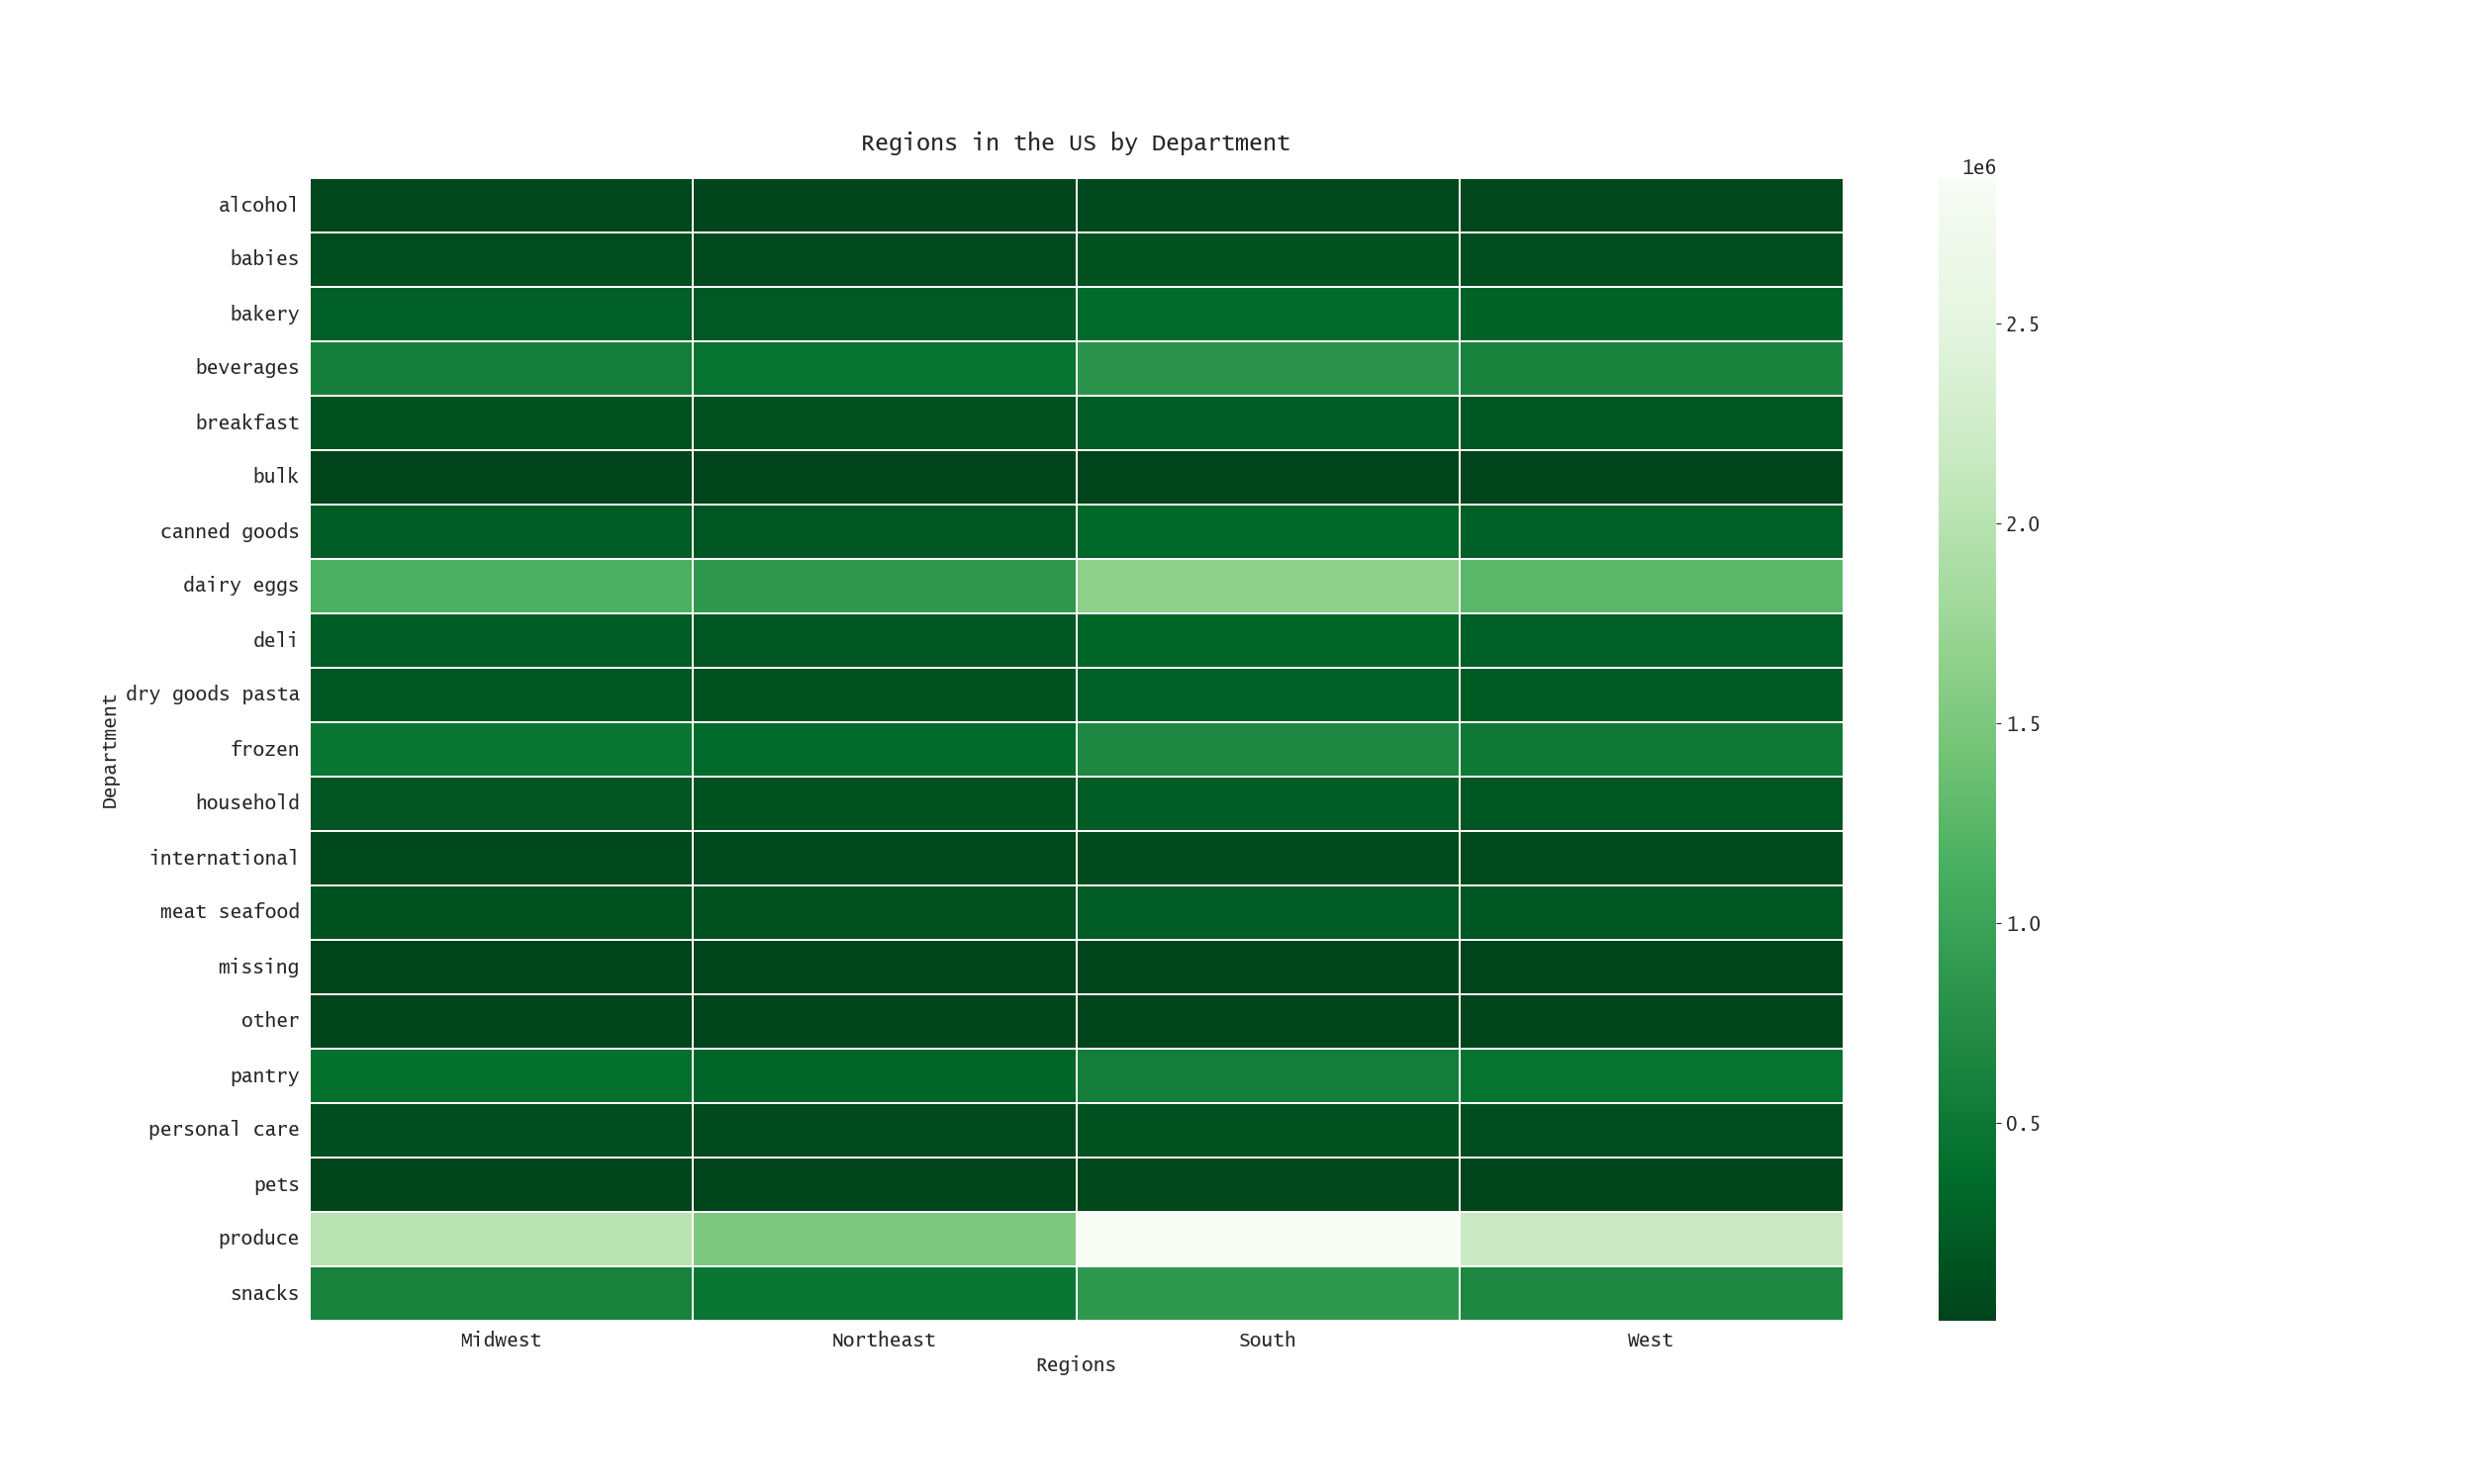 Regions in the US by Department
1e6
alcohol
babies
bakery
beverages
breakfast
bulk
canned goods
dairy eggs
deli
dry goods pasta
frozen
household
international
meat seafood
missing
other
pantry
personal care
pets
produce
snacks
Department
Midwest Northeast South West
Regions
2.5
2.0
1.5
1.0
0.5